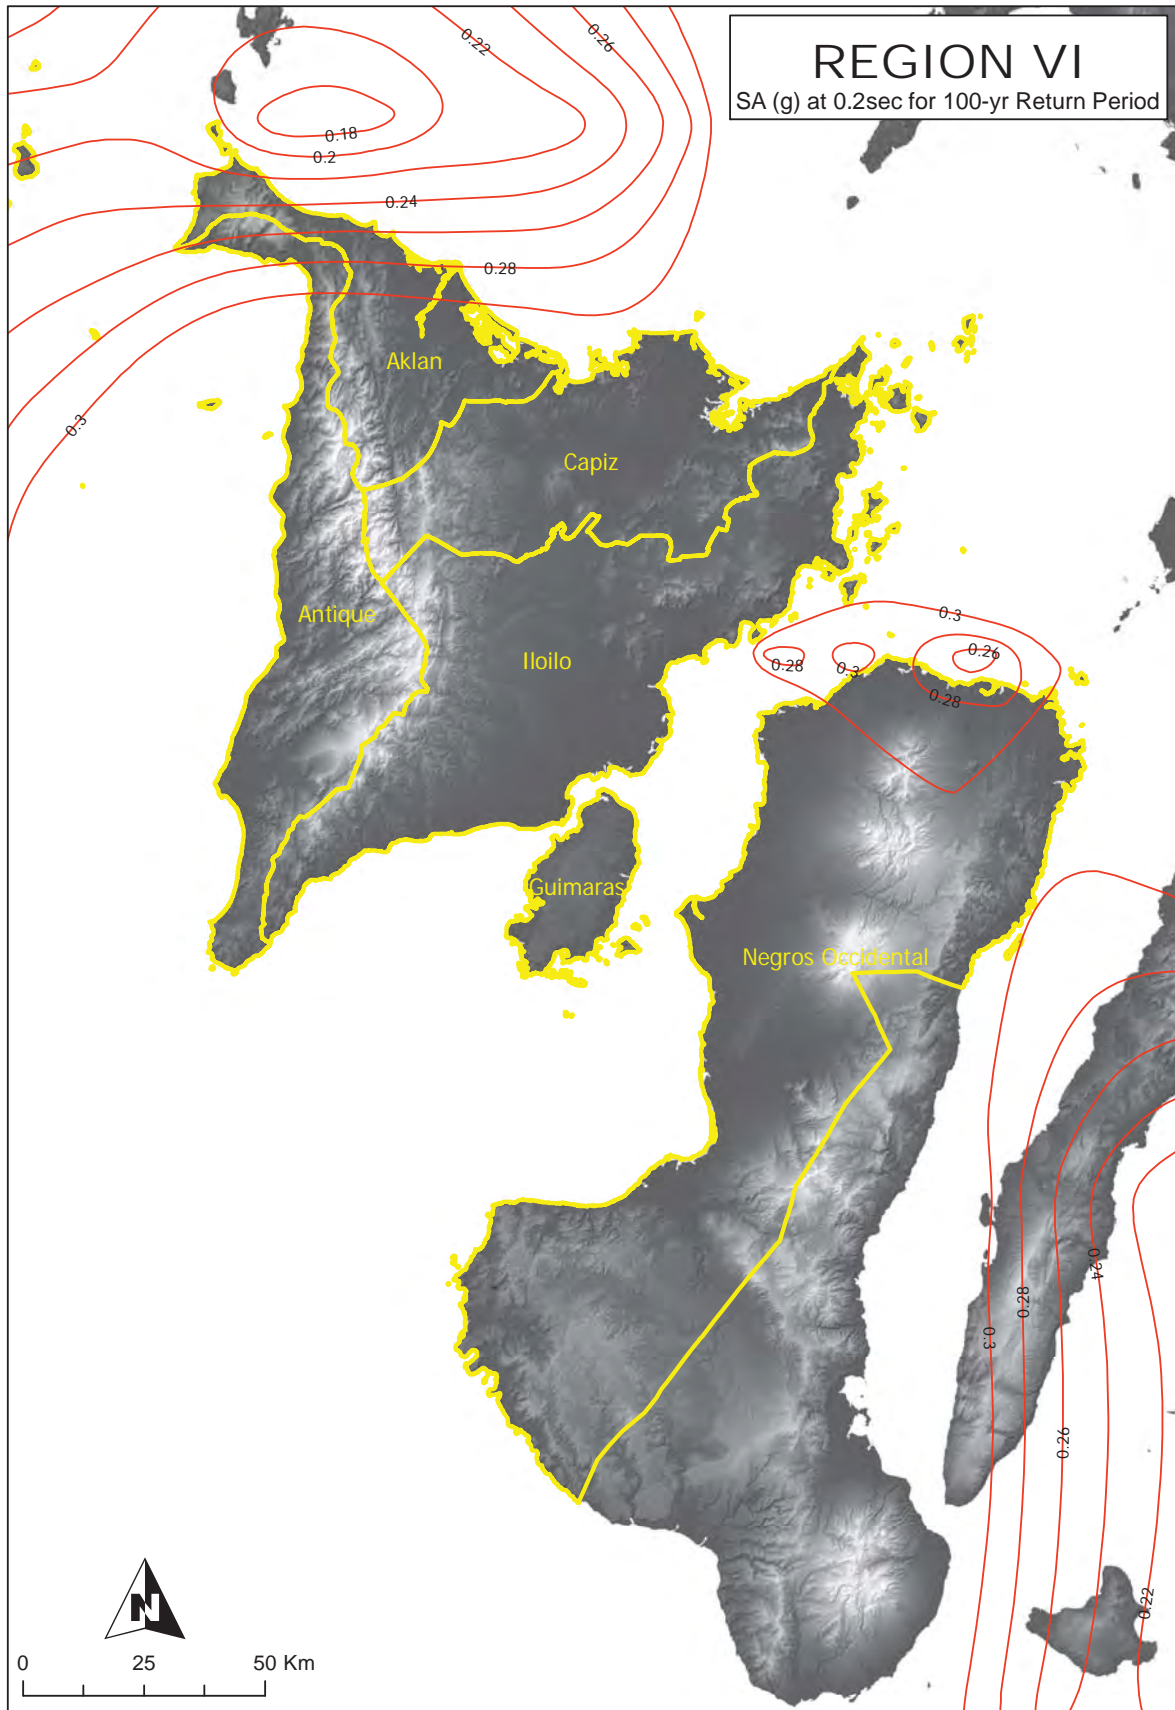 REGION VI
SA (g) at 0.2sec for 100-yr Return Period
0.22
0.26
0.18
0.2
0.24
0.28
0.3
Aklan
Capiz
Antique
Iloilo
0.3
0.28
0.3
0.26
0.28
Guimaras
Negros Occidental
0.24
0.28
0.3
0.26
0.22
N
0 25 50 Km